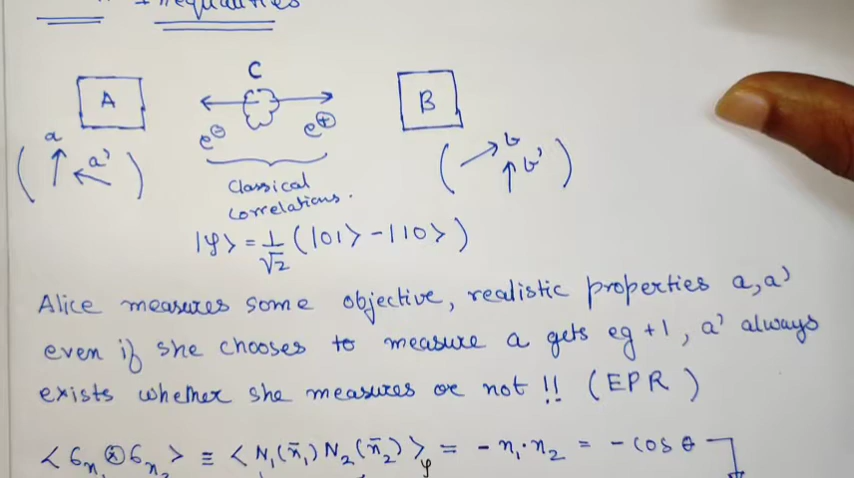 Inequalities
A C B
e⊖ e⊕
( a a' ) ( b b' )
Classical
correlations.
|ψ> = 1/√2 (|01> - |10>)
Alice measures some objective, realistic properties a, a'
even if she chooses to measure a gets eg +1, a' always
exists whether she measures or not !! (EPR)
<σn₁ ⊗ σn₂> ≡ <N₁(n̄₁) N₂(n̄₂)>ψ = - n₁·n₂ = - cos θ